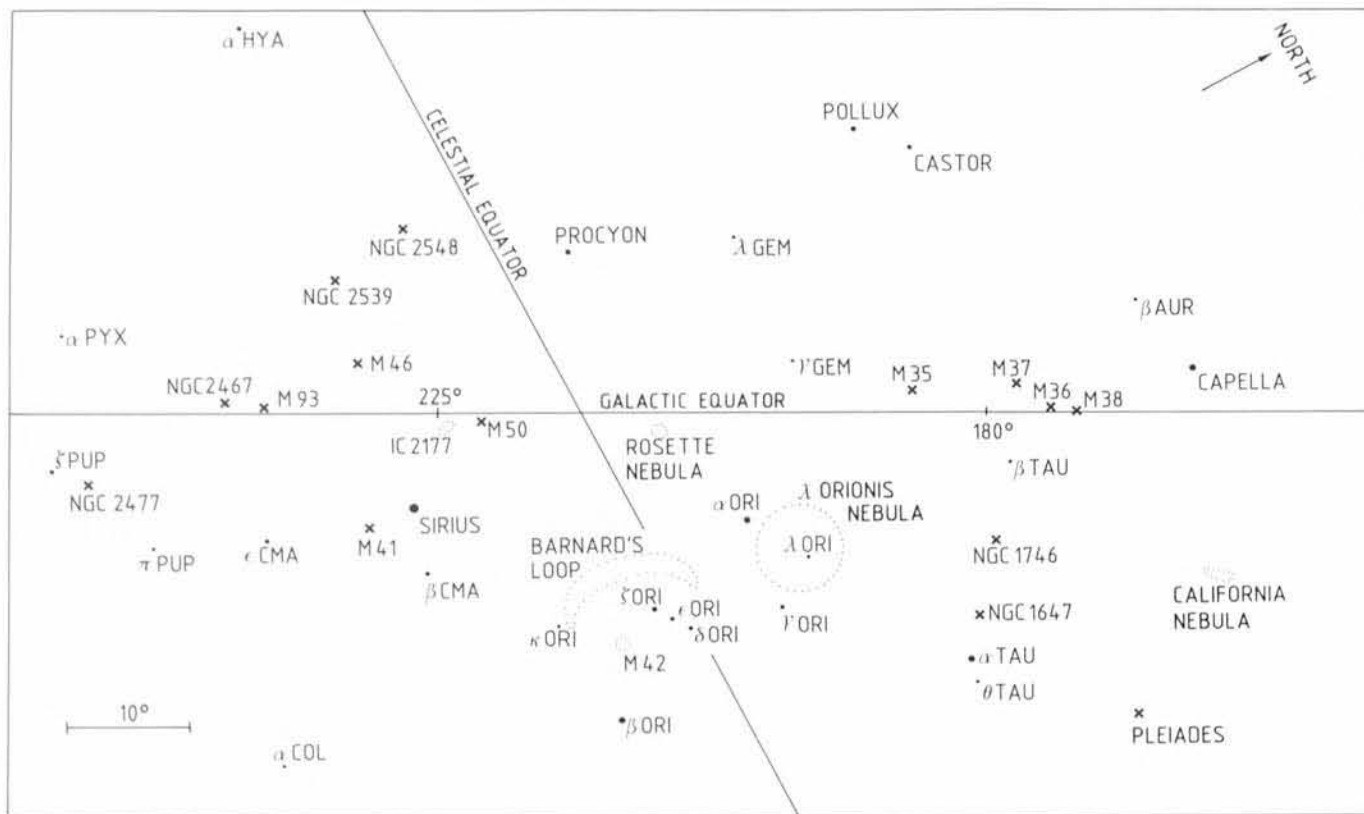 α HYA
NORTH
CELESTIAL EQUATOR
POLLUX
CASTOR
NGC 2548
PROCYON
λ GEM
NGC 2539
β AUR
α PYX
M 46
γ GEM
M 35
M 37
CAPELLA
NGC2467
M 93
225°
GALACTIC EQUATOR
M 36
M 38
IC 2177
M 50
180°
ROSETTE
NEBULA
ζ PUP
β TAU
NGC 2477
α ORI
λ ORIONIS
NEBULA
SIRIUS
M 41
BARNARD'S
LOOP
λ ORI
NGC 1746
π PUP
ϵ CMA
β CMA
CALIFORNIA
NEBULA
ζ ORI
ϵ ORI
γ ORI
NGC 1647
κ ORI
δ ORI
M 42
α TAU
θ TAU
10°
β ORI
PLEIADES
α COL